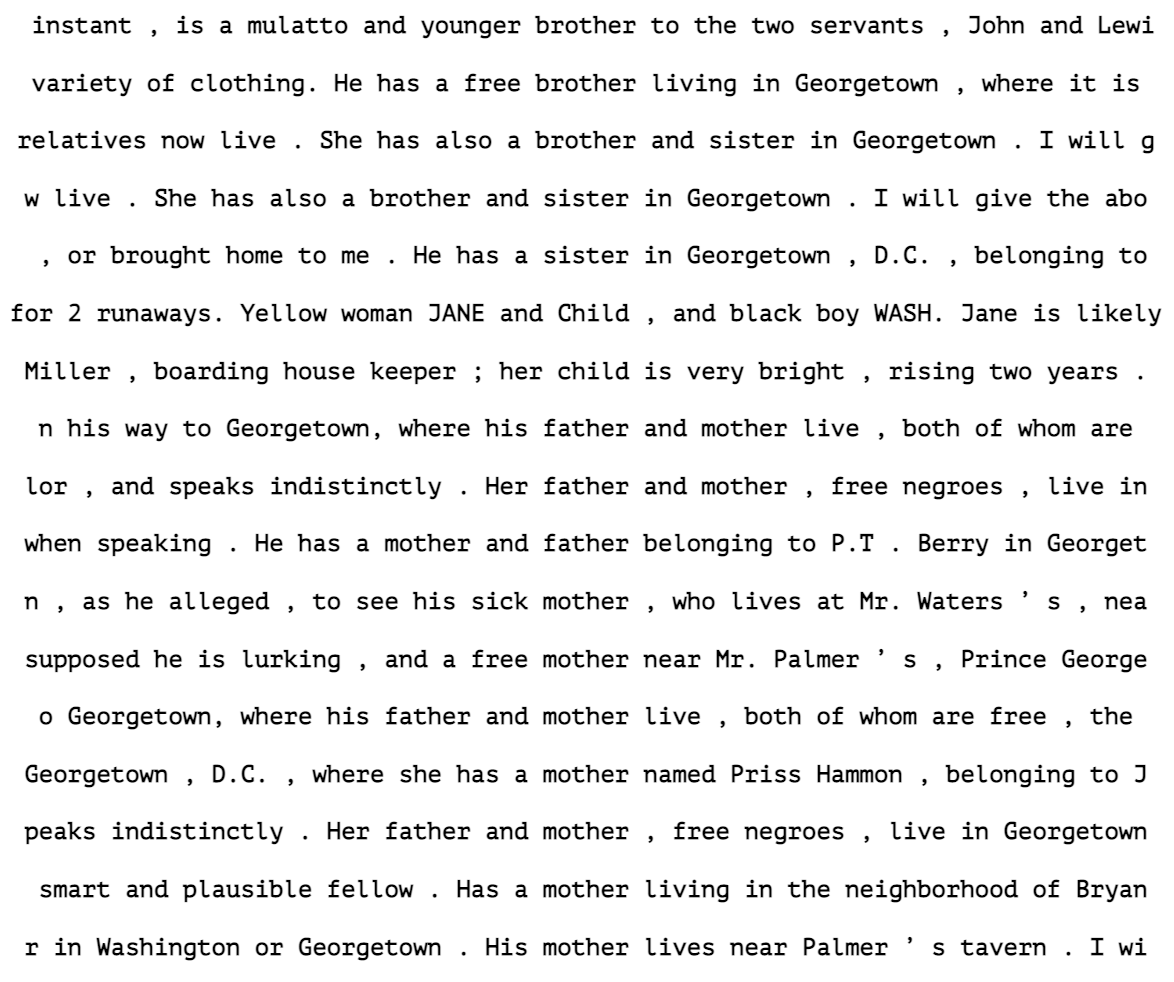 instant , is a mulatto and younger brother to the two servants , John and Lewi
variety of clothing. He has a free brother living in Georgetown , where it is
relatives now live . She has also a brother and sister in Georgetown . I will g
w live . She has also a brother and sister in Georgetown . I will give the abo
, or brought home to me . He has a sister in Georgetown , D.C. , belonging to
for 2 runaways. Yellow woman JANE and Child , and black boy WASH. Jane is likely
Miller , boarding house keeper ; her child is very bright , rising two years .
n his way to Georgetown, where his father and mother live , both of whom are
lor , and speaks indistinctly . Her father and mother , free negroes , live in
when speaking . He has a mother and father belonging to P.T . Berry in Georget
n , as he alleged , to see his sick mother , who lives at Mr. Waters ’ s , nea
supposed he is lurking , and a free mother near Mr. Palmer ’ s , Prince George
o Georgetown, where his father and mother live , both of whom are free , the
Georgetown , D.C. , where she has a mother named Priss Hammon , belonging to J
peaks indistinctly . Her father and mother , free negroes , live in Georgetown
smart and plausible fellow . Has a mother living in the neighborhood of Bryan
r in Washington or Georgetown . His mother lives near Palmer ’ s tavern . I wi